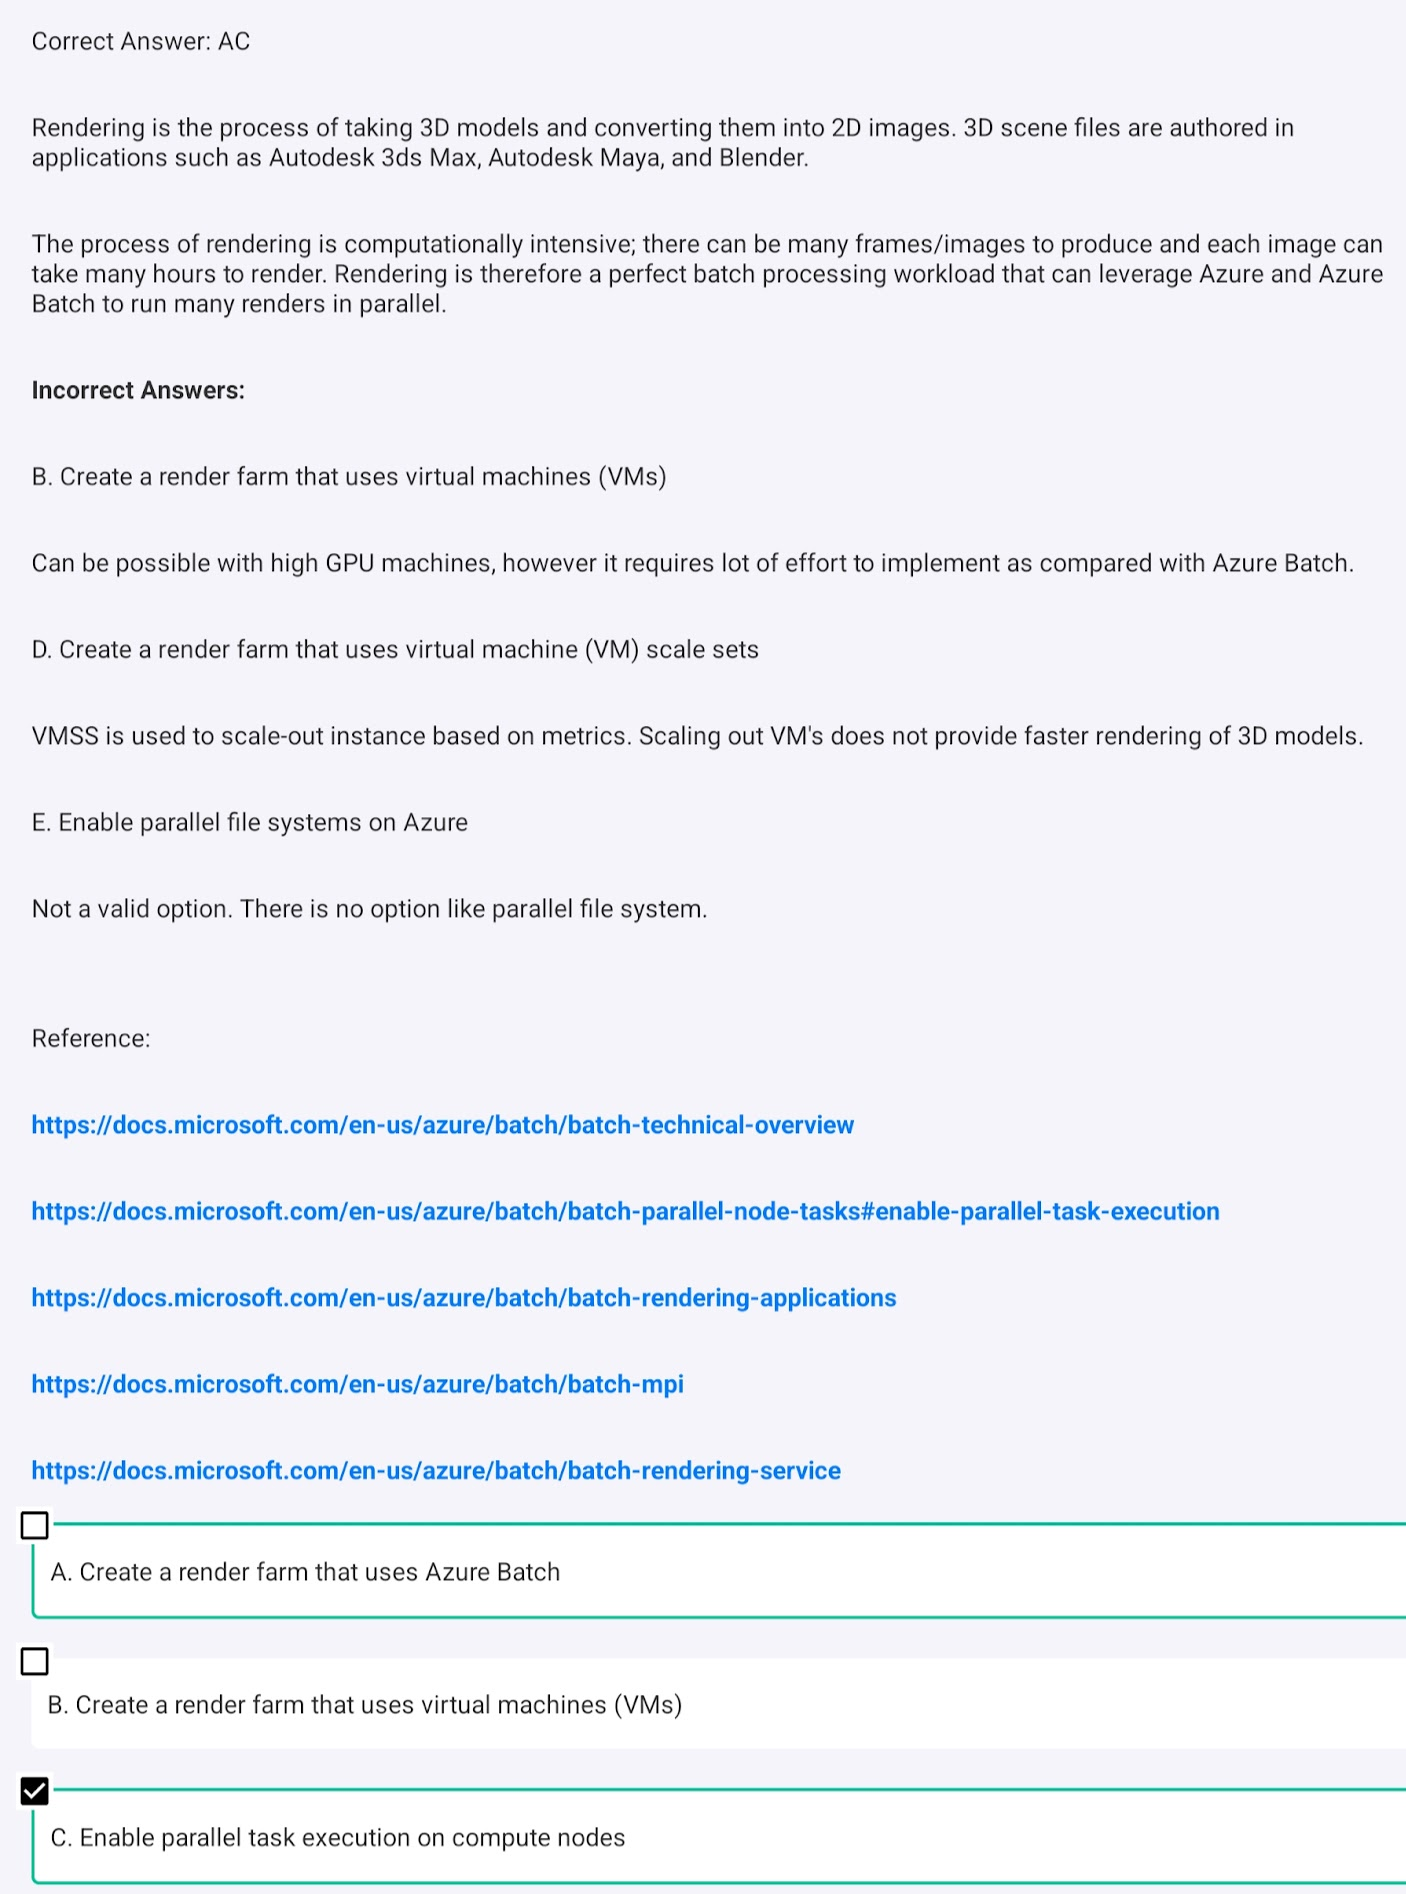 Correct Answer: AC
Rendering is the process of taking 3D models and converting them into 2D images. 3D scene files are authored in
applications such as Autodesk 3ds Max, Autodesk Maya, and Blender.
The process of rendering is computationally intensive; there can be many frames/images to produce and each image can
take many hours to render. Rendering is therefore a perfect batch processing workload that can leverage Azure and Azure
Batch to run many renders in parallel.
Incorrect Answers:
B. Create a render farm that uses virtual machines (VMs)
Can be possible with high GPU machines, however it requires lot of effort to implement as compared with Azure Batch.
D. Create a render farm that uses virtual machine (VM) scale sets
VMSS is used to scale-out instance based on metrics. Scaling out VM's does not provide faster rendering of 3D models.
E. Enable parallel file systems on Azure
Not a valid option. There is no option like parallel file system.
Reference:
https://docs.microsoft.com/en-us/azure/batch/batch-technical-overview
https://docs.microsoft.com/en-us/azure/batch/batch-parallel-node-tasks#enable-parallel-task-execution
https://docs.microsoft.com/en-us/azure/batch/batch-rendering-applications
https://docs.microsoft.com/en-us/azure/batch/batch-mpi
https://docs.microsoft.com/en-us/azure/batch/batch-rendering-service
A. Create a render farm that uses Azure Batch
B. Create a render farm that uses virtual machines (VMs)
C. Enable parallel task execution on compute nodes